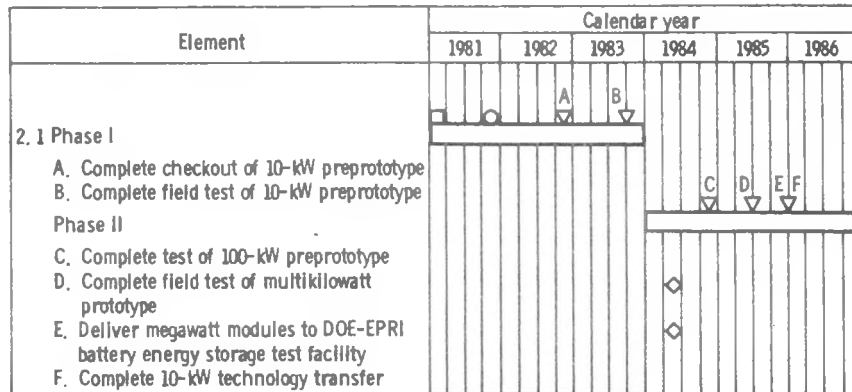 Element
Calendar year
1981 1982 1983 1984 1985 1986
A B
2.1 Phase I
A. Complete checkout of 10-kW preprototype
B. Complete field test of 10-kW preprototype
C D E F
Phase II
C. Complete test of 100-kW preprototype
D. Complete field test of multikilowatt
prototype
E. Deliver megawatt modules to DOE-EPRI
battery energy storage test facility
F. Complete 10-kW technology transfer